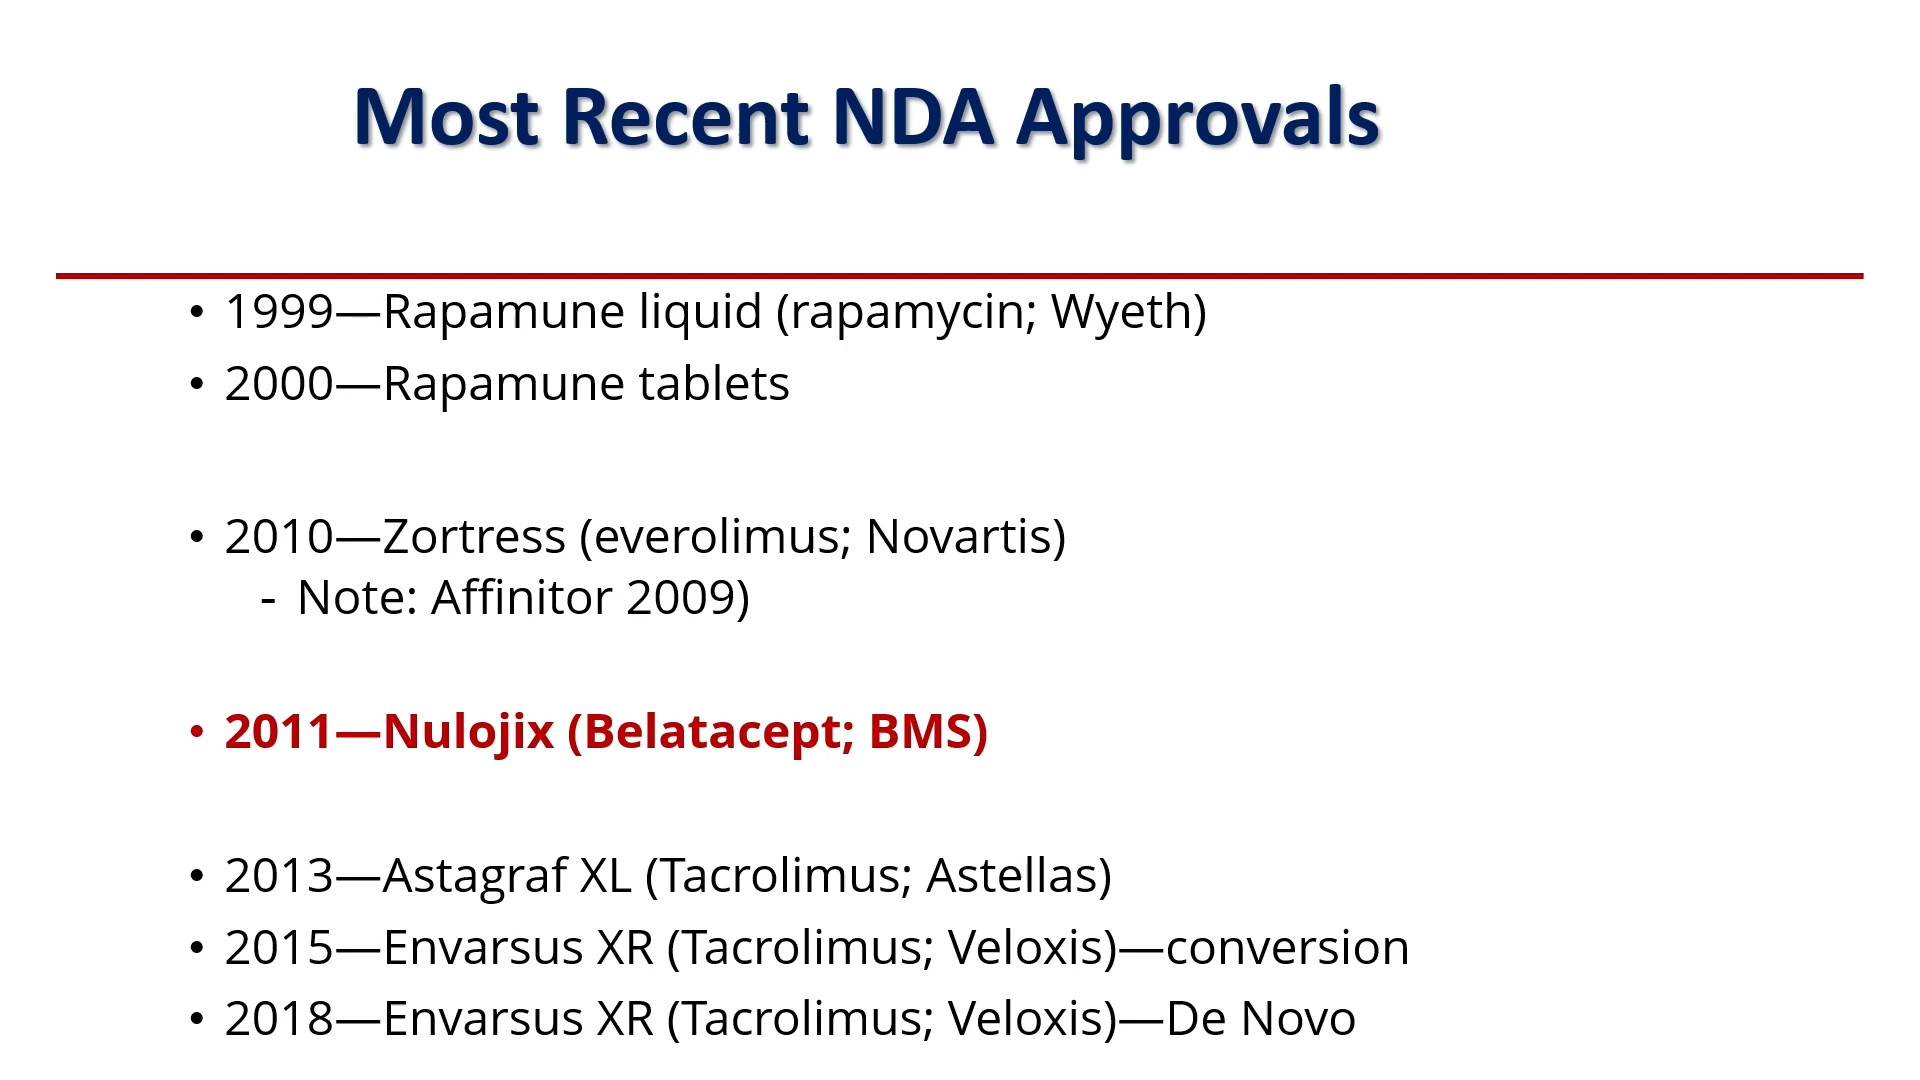 Most Recent NDA Approvals
• 1999—Rapamune liquid (rapamycin; Wyeth)
• 2000—Rapamune tablets
• 2010—Zortress (everolimus; Novartis)
- Note: Affinitor 2009)
• 2011—Nulojix (Belatacept; BMS)
• 2013—Astagraf XL (Tacrolimus; Astellas)
• 2015—Envarsus XR (Tacrolimus; Veloxis)—conversion
• 2018—Envarsus XR (Tacrolimus; Veloxis)—De Novo